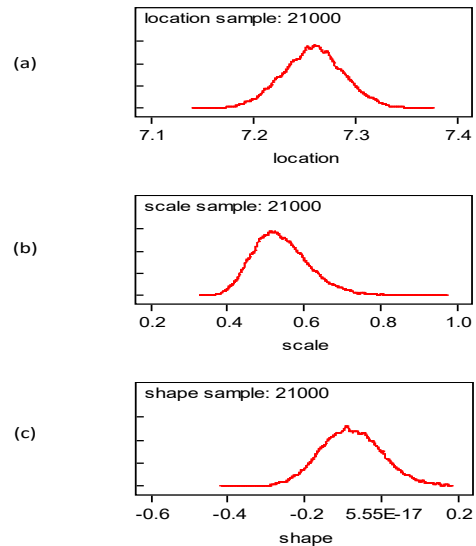 (a)
location sample: 21000
7.1 7.2 7.3 7.4
location
(b)
scale sample: 21000
0.2 0.4 0.6 0.8 1.0
scale
(c)
shape sample: 21000
-0.6 -0.4 -0.2 5.55E-17 0.2
shape